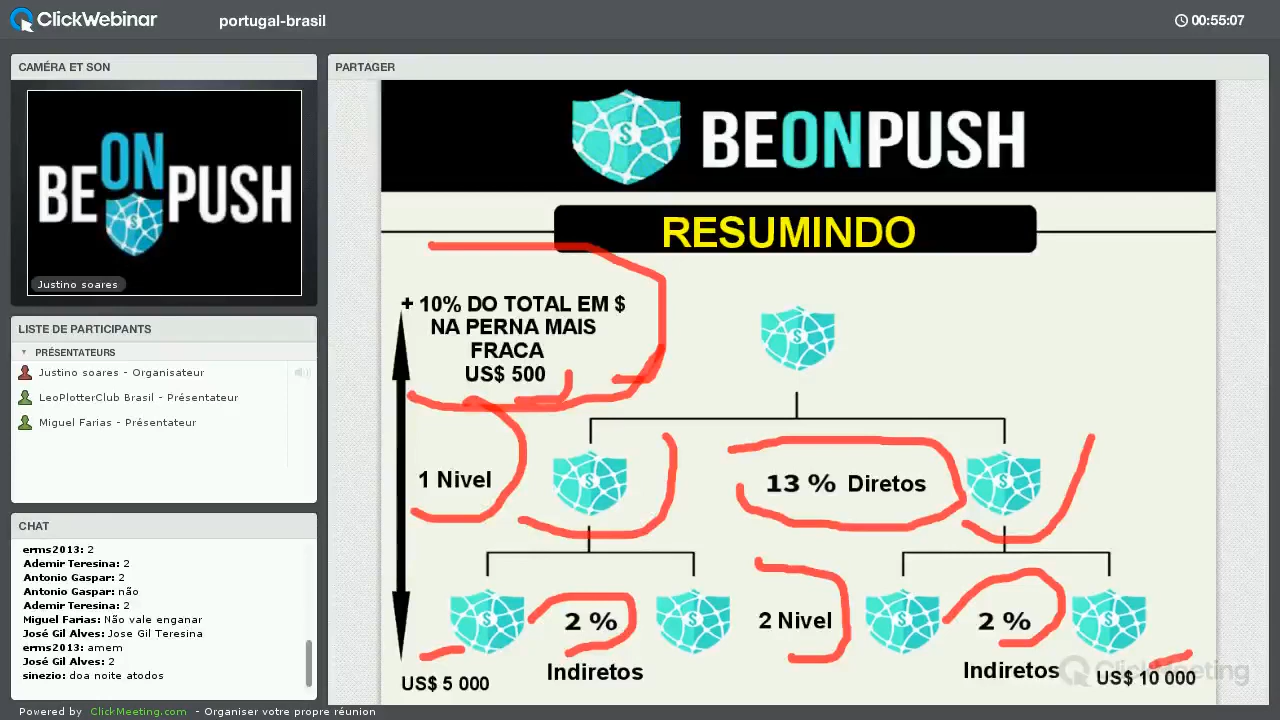 ClickWebinar
portugal-brasil
00:55:07
CAMÉRA ET SON
BEONPUSH
Justino soares
LISTE DE PARTICIPANTS
PRÉSENTATEURS
Justino soares - Organisateur
LeoPlotterClub Brasil - Présentateur
Miguel Farias - Présentateur
CHAT
erms2013: 2
Ademir Teresina: 2
Antonio Gaspar: 2
Antonio Gaspar: não
Ademir Teresina: 2
Miguel Farias: Não vale enganar
José Gil Alves: Jose Gil Teresina
erms2013: amem
José Gil Alves: 2
sinezio: doa noite atodos
PARTAGER
BEONPUSH
RESUMINDO
+ 10% DO TOTAL EM $
NA PERNA MAIS
FRACA
US$ 500
1 Nivel
13 % Diretos
2 %
2 Nivel
2 %
Indiretos
Indiretos
US$ 5 000
US$ 10 000
ClickMeeting
Powered by ClickMeeting.com - Organiser votre propre réunion